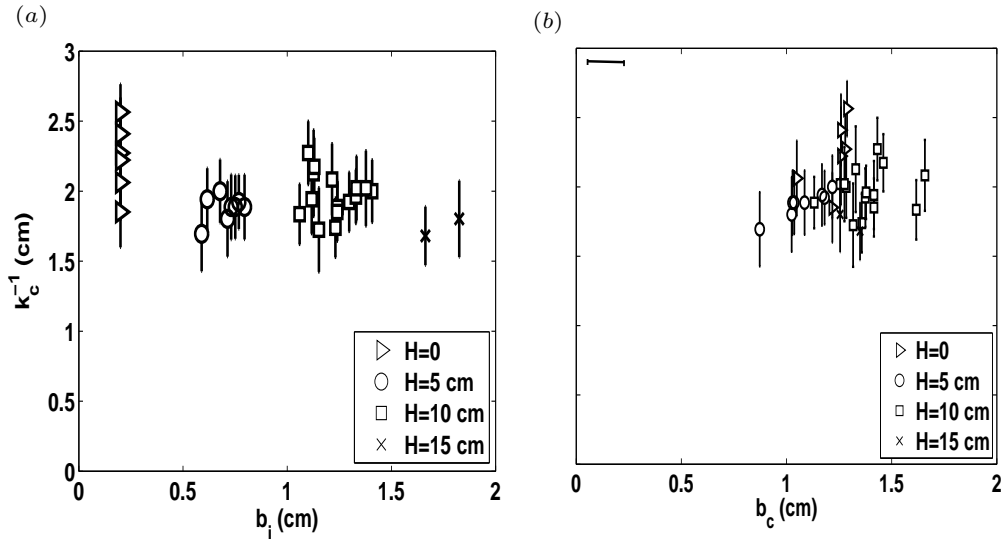 (a)
3
2.5
2
1.5
1
0.5
0
k_c^{-1} (cm)
0 0.5 1 1.5 2
b_i (cm)
H=0
H=5 cm
H=10 cm
H=15 cm
(b)
0 0.5 1 1.5 2
b_c (cm)
H=0
H=5 cm
H=10 cm
H=15 cm